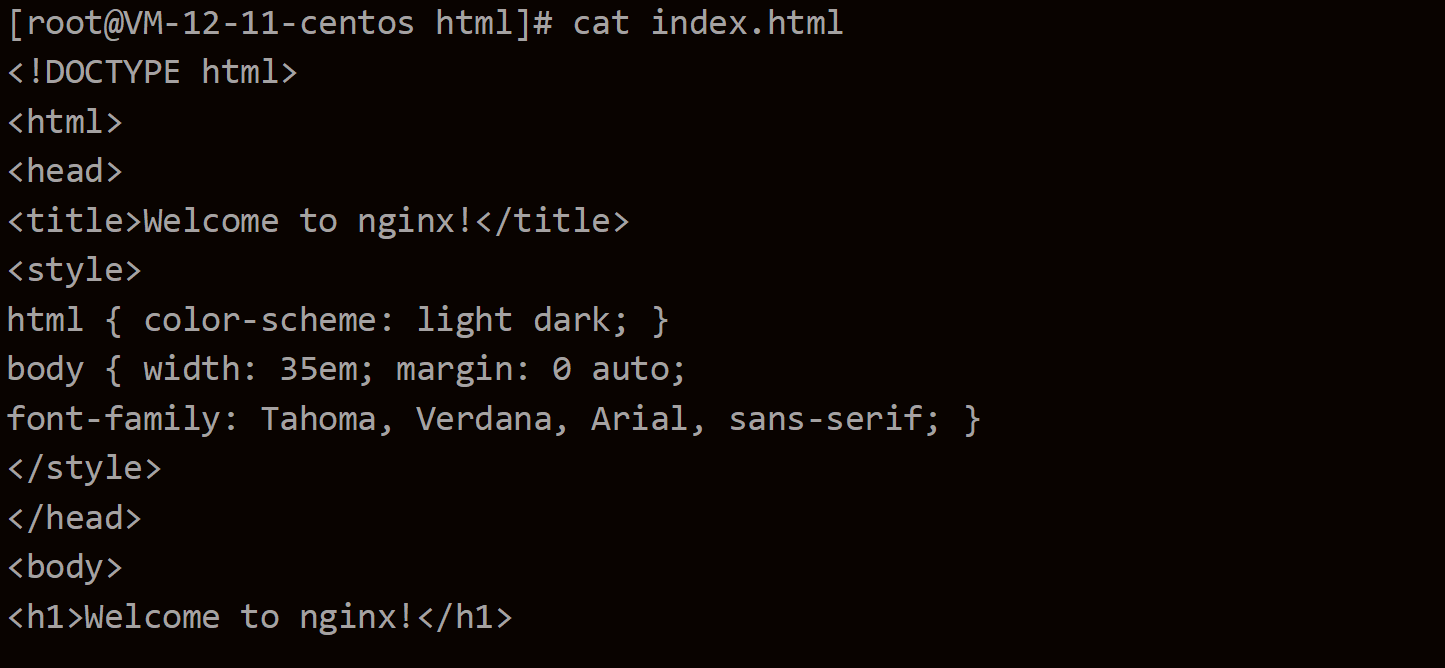 [root@VM-12-11-centos html]# cat index.html
<!DOCTYPE html>
<html>
<head>
<title>Welcome to nginx!</title>
<style>
html { color-scheme: light dark; }
body { width: 35em; margin: 0 auto;
font-family: Tahoma, Verdana, Arial, sans-serif; }
</style>
</head>
<body>
<h1>Welcome to nginx!</h1>